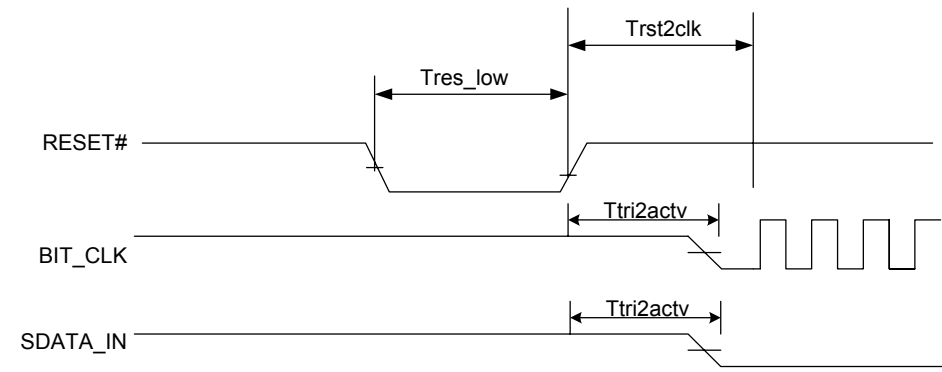 Trst2clk
Tres_low
RESET#
Ttri2actv
BIT_CLK
Ttri2actv
SDATA_IN